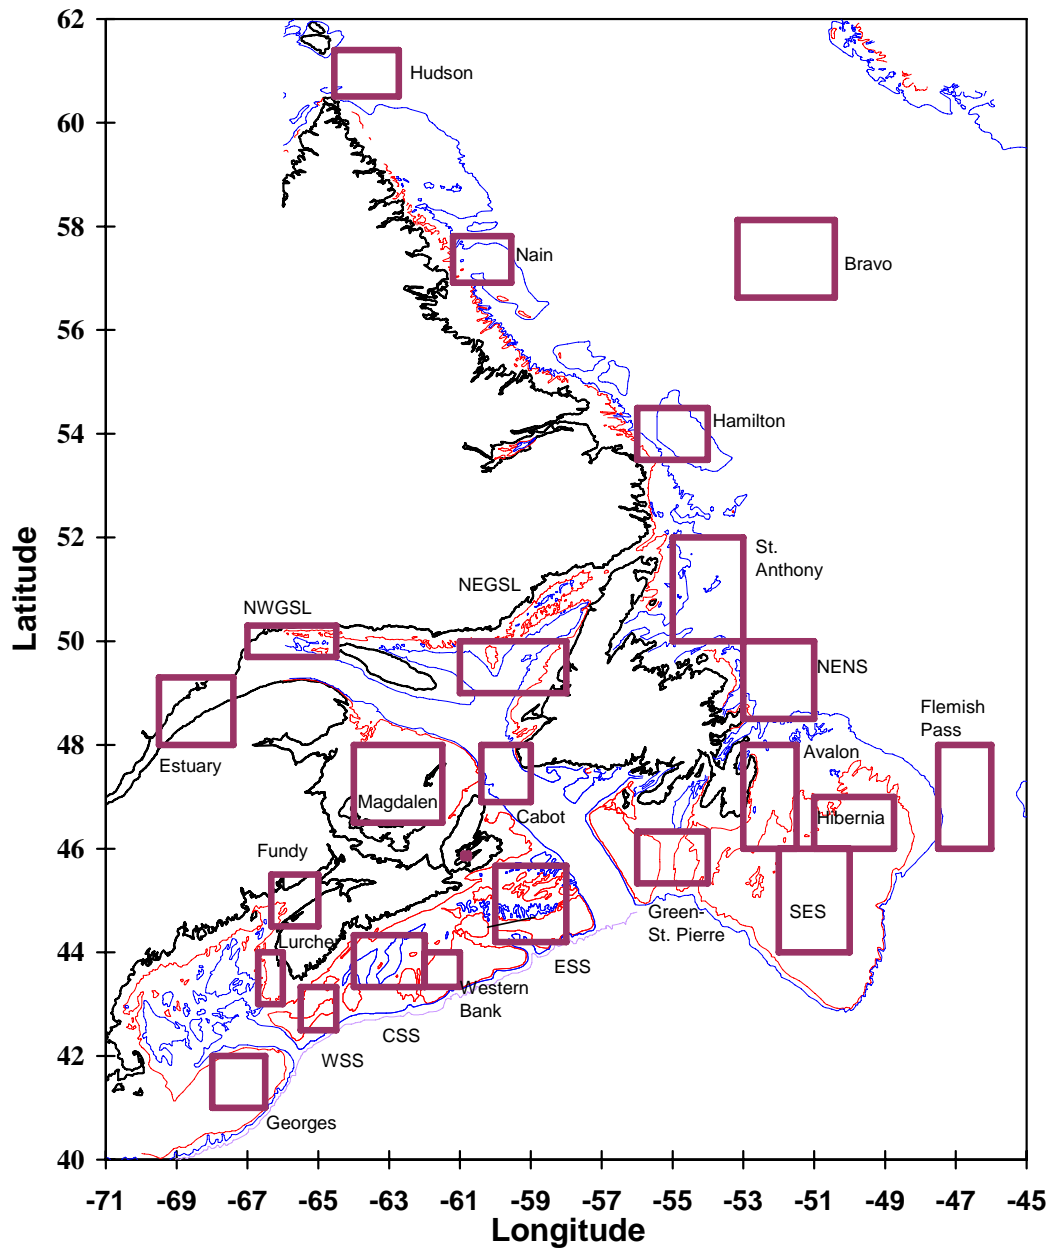 62
Hudson
60
58
Nain
Bravo
56
54
Hamilton
52
St.
Anthony
NEGSL
NWGSL
50
NENS
Flemish
Pass
48
Estuary
Avalon
Magdalen
Cabot
Hibernia
46
Fundy
Green-
St. Pierre
SES
44
Lurcher
ESS
Western
Bank
CSS
WSS
42
Georges
40
-71 -69 -67 -65 -63 -61 -59 -57 -55 -53 -51 -49 -47 -45
Latitude
Longitude